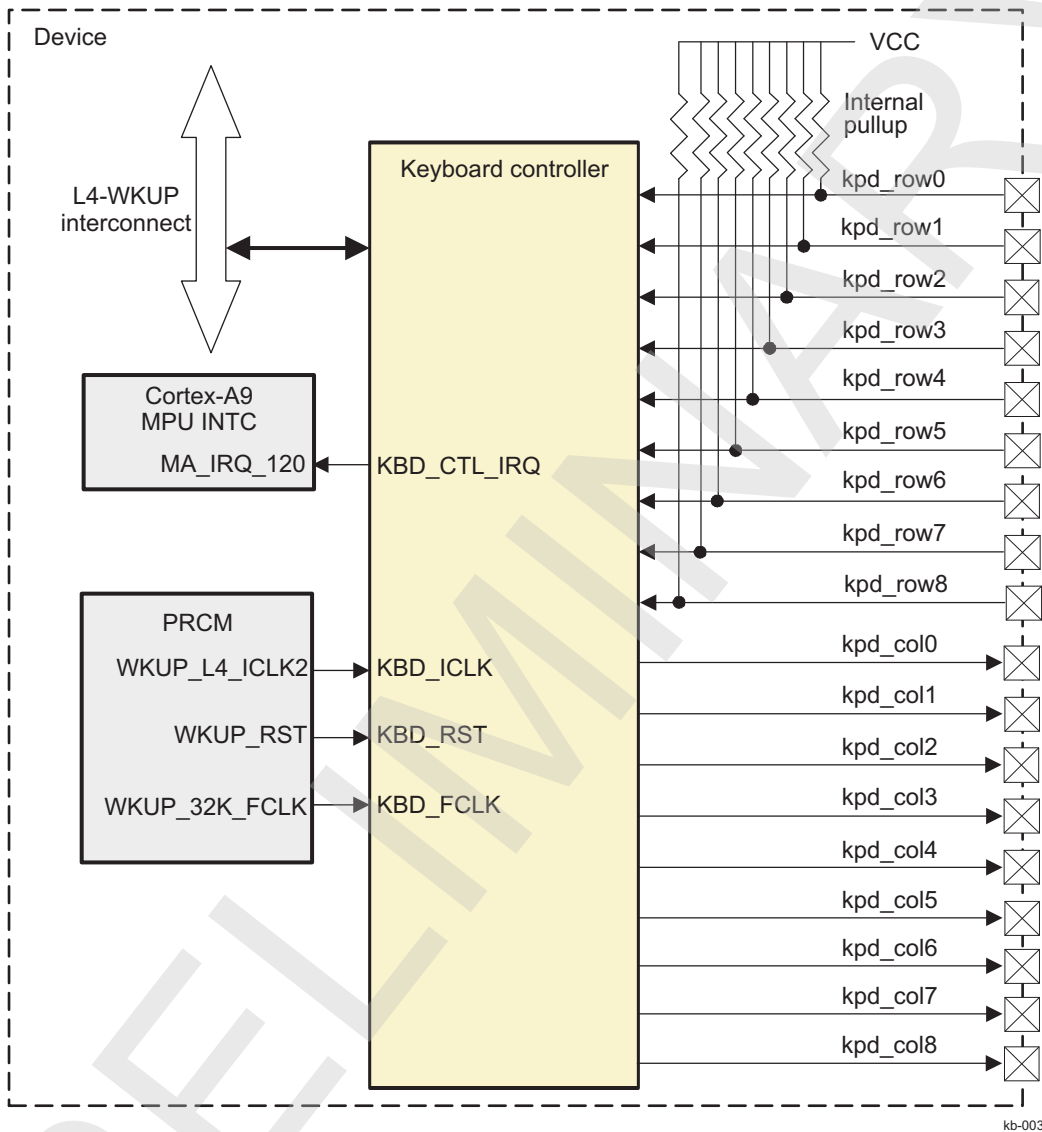 Device
VCC
Internal
pullup
Keyboard controller
L4-WKUP
interconnect
kpd_row0
kpd_row1
kpd_row2
kpd_row3
kpd_row4
kpd_row5
kpd_row6
kpd_row7
kpd_row8
Cortex-A9
MPU INTC
MA_IRQ_120
KBD_CTL_IRQ
PRCM
WKUP_L4_ICLK2
KBD_ICLK
WKUP_RST
KBD_RST
WKUP_32K_FCLK
KBD_FCLK
kpd_col0
kpd_col1
kpd_col2
kpd_col3
kpd_col4
kpd_col5
kpd_col6
kpd_col7
kpd_col8
kb-003
RELIMINARY